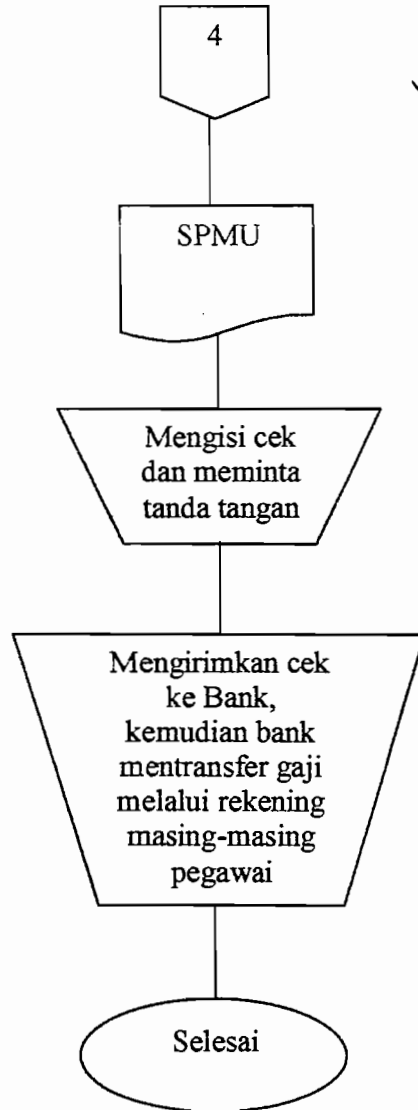 4
SPMU
Mengisi cek
dan meminta
tanda tangan
Mengirimkan cek
ke Bank,
kemudian bank
mentransfer gaji
melalui rekening
masing-masing
pegawai
Selesai